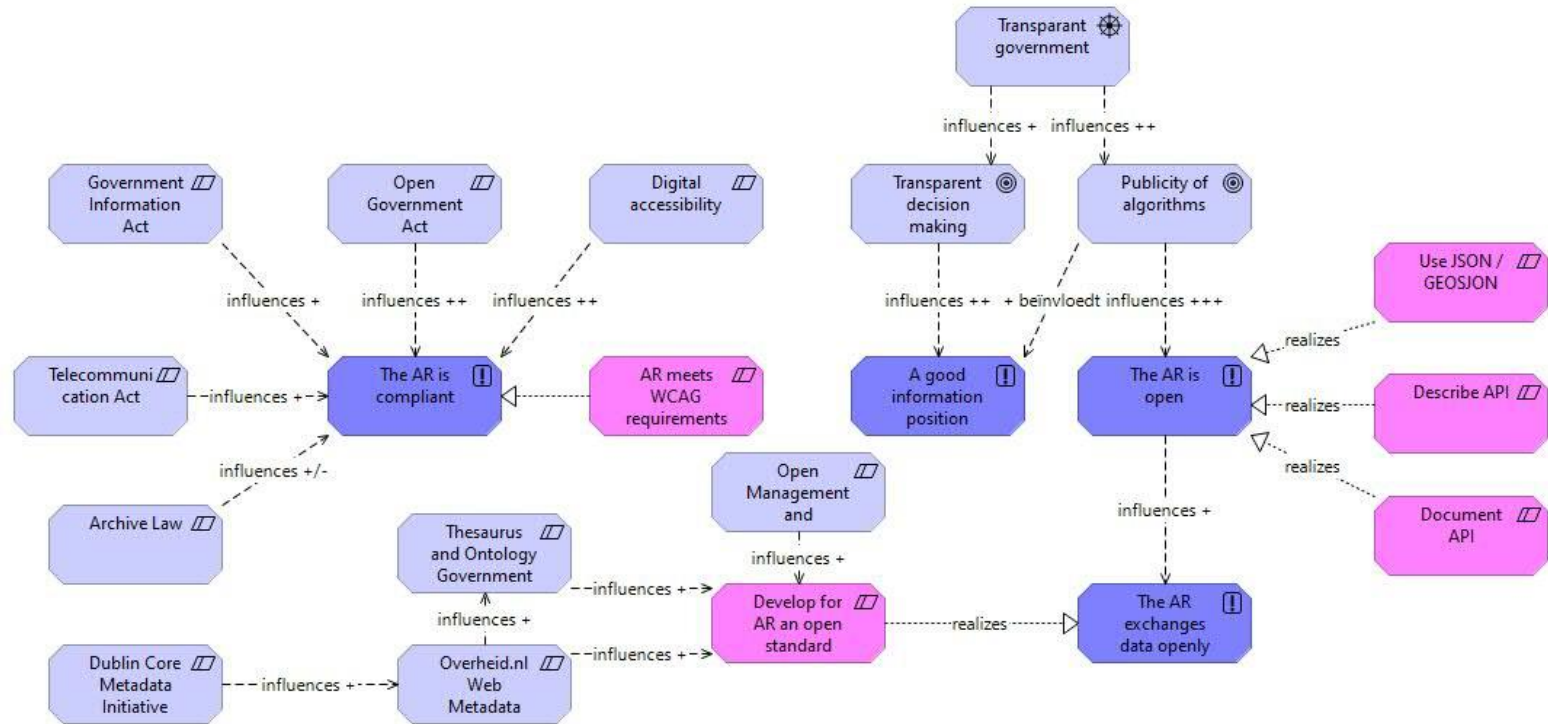 Transparant
government
influences +
influences ++
Government
Information
Act
Open
Government
Act
Digital
accessibility
Transparent
decision
making
Publicity of
algorithms
Use JSON /
GEOSJON
influences +
influences ++
influences ++
influences ++
+ beïnvloedt
influences +++
realizes
Telecommuni
cation Act
influences +
The AR is
compliant
AR meets
WCAG
requirements
A good
information
position
The AR is
open
realizes
Describe API
influences +/-
realizes
Archive Law
Open
Management
and
influences +
Document
API
Thesaurus
and Ontology
Government
influences +
influences +
Develop for
AR an open
standard
realizes
The AR
exchanges
data openly
influences +
Dublin Core
Metadata
Initiative
influences +
Overheid.nl
Web
Metadata
influences +